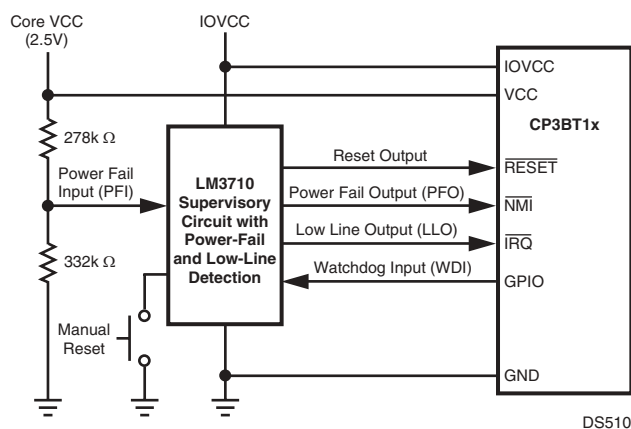 Core VCC
(2.5V)
IOVCC
278k Ω
Power Fail
Input (PFI)
332k Ω
Manual
Reset
LM3710
Supervisory
Circuit with
Power-Fail
and Low-Line
Detection
Reset Output
Power Fail Output (PFO)
Low Line Output (LLO)
Watchdog Input (WDI)
IOVCC
VCC
CP3BT1x
RESET
NMI
IRQ
GPIO
GND
DS510